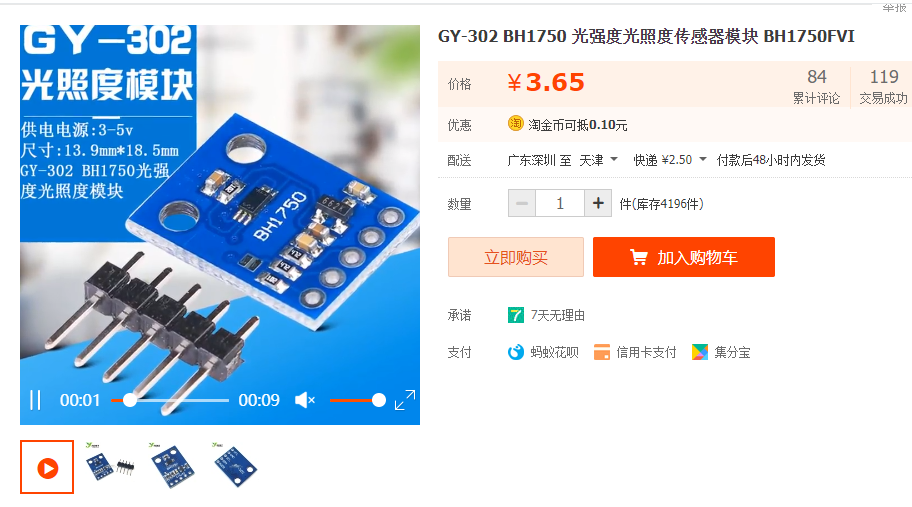 举报
GY-302
光照度模块
供电电源:3-5v
尺寸:13.9mm*18.5mm
GY-302 BH1750光强
度光照度模块
BH1750
662K
00:01
00:09
GY-302 BH1750 光强度光照度传感器模块 BH1750FVI
价格 ¥3.65 84 累计评论 119 交易成功
优惠 淘 淘金币可抵0.10元
配送 广东深圳 至 天津 快递 ¥2.50 付款后48小时内发货
数量 − 1 + 件(库存4196件)
立即购买 加入购物车
承诺 7 7天无理由
支付 蚂蚁花呗 信用卡支付 集分宝